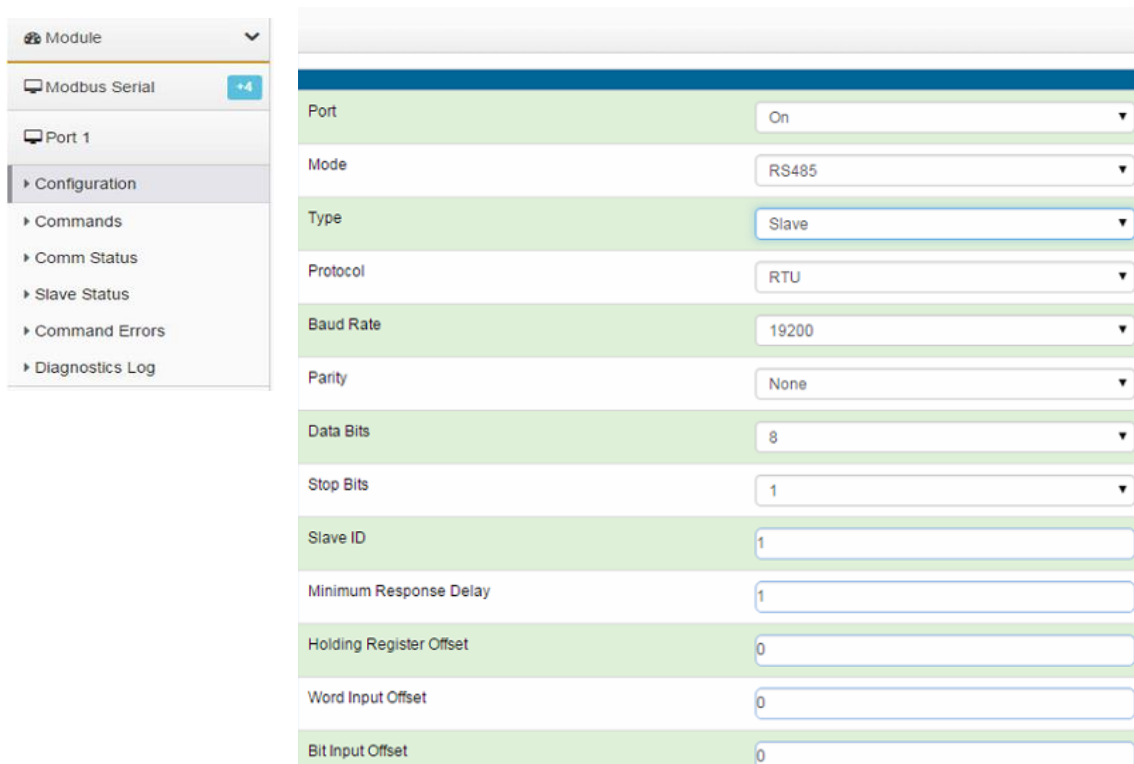 Module
Modbus Serial +4
Port 1
Configuration
Commands
Comm Status
Slave Status
Command Errors
Diagnostics Log
Port On
Mode RS485
Type Slave
Protocol RTU
Baud Rate 19200
Parity None
Data Bits 8
Stop Bits 1
Slave ID 1
Minimum Response Delay 1
Holding Register Offset 0
Word Input Offset 0
Bit Input Offset 0